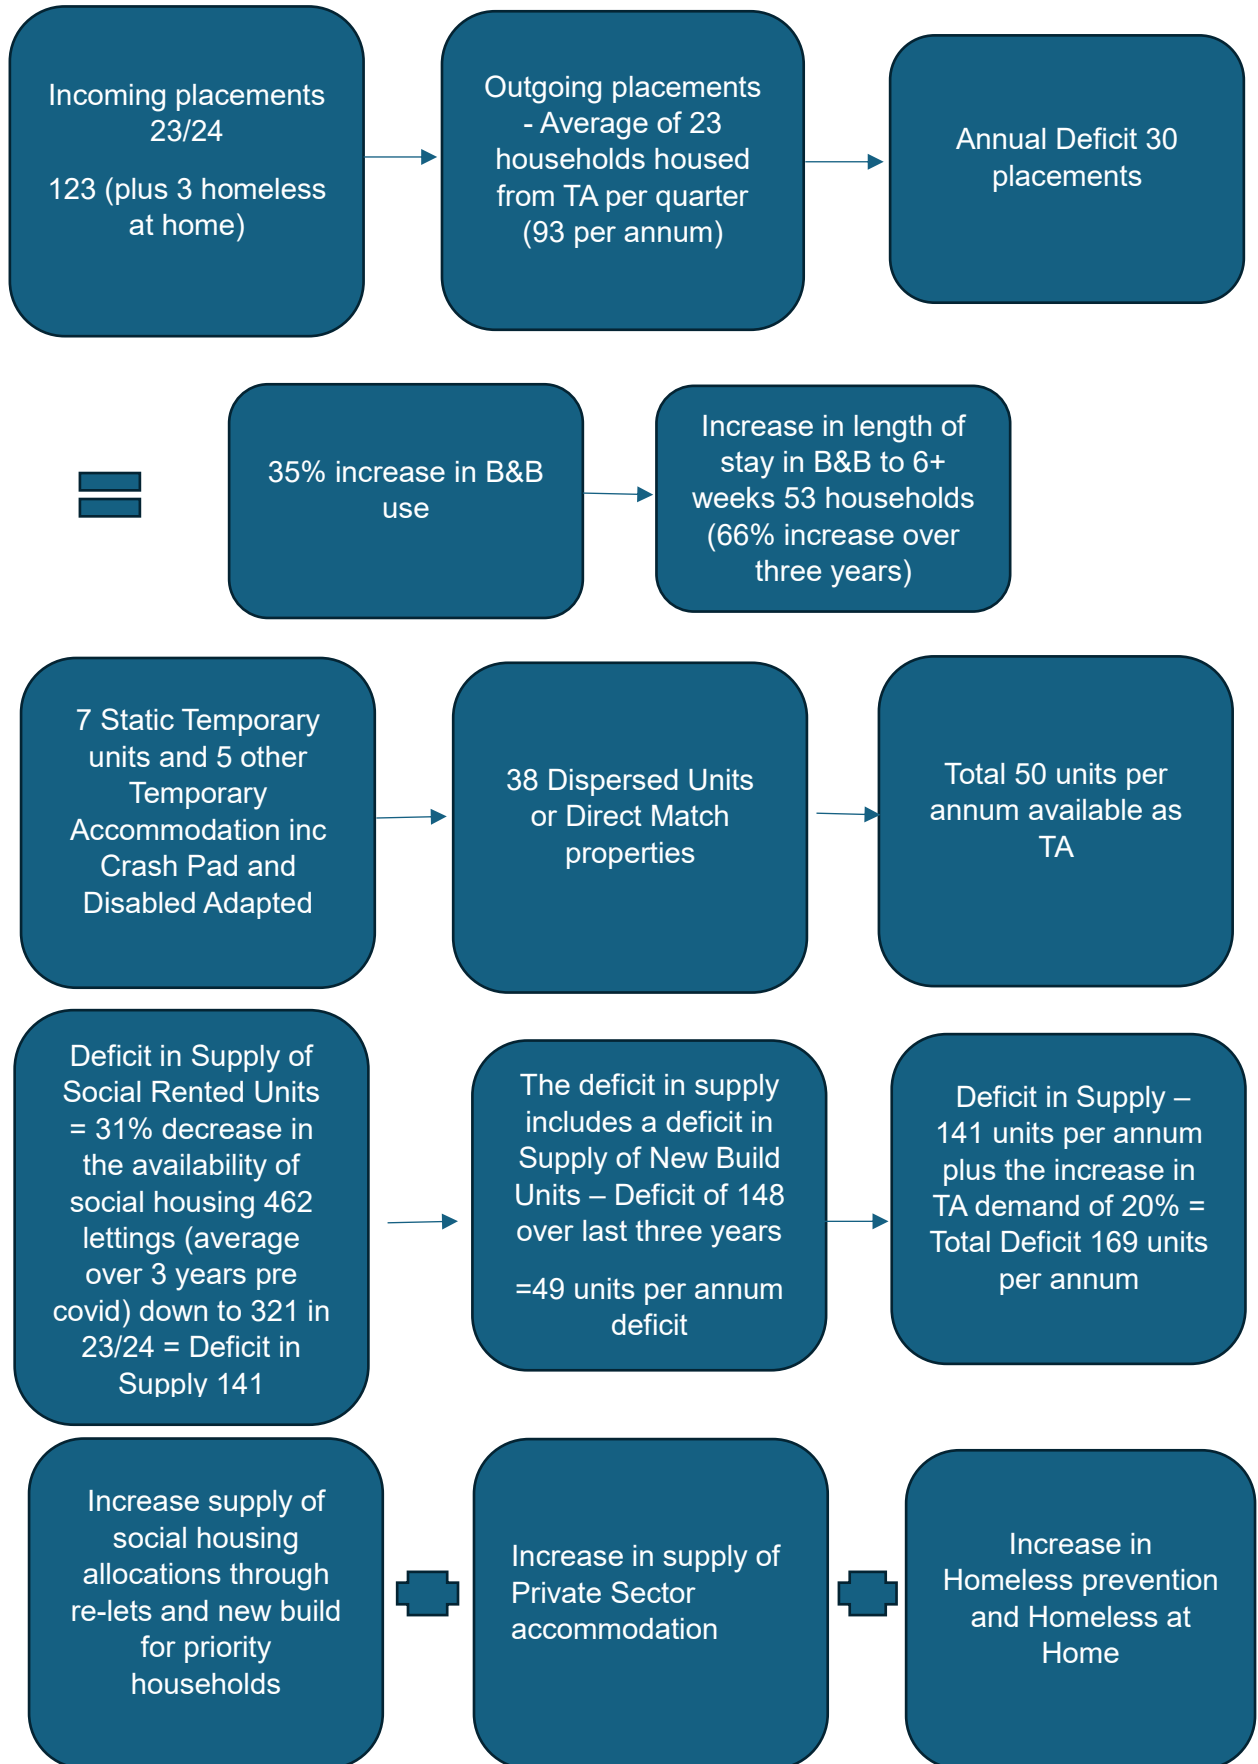 Incoming placements
23/24
123 (plus 3 homeless
at home)
Outgoing placements
- Average of 23
households housed
from TA per quarter
(93 per annum)
Annual Deficit 30
placements
35% increase in B&B
use
Increase in length of
stay in B&B to 6+
weeks 53 households
(66% increase over
three years)
7 Static Temporary
units and 5 other
Temporary
Accommodation inc
Crash Pad and
Disabled Adapted
38 Dispersed Units
or Direct Match
properties
Total 50 units per
annum available as
TA
Deficit in Supply of
Social Rented Units
= 31% decrease in
the availability of
social housing 462
lettings (average
over 3 years pre
covid) down to 321 in
23/24 = Deficit in
Supply 141
The deficit in supply
includes a deficit in
Supply of New Build
Units – Deficit of 148
over last three years
=49 units per annum
deficit
Deficit in Supply –
141 units per annum
plus the increase in
TA demand of 20% =
Total Deficit 169 units
per annum
Increase supply of
social housing
allocations through
re-lets and new build
for priority
households
Increase in supply of
Private Sector
accommodation
Increase in
Homeless prevention
and Homeless at
Home